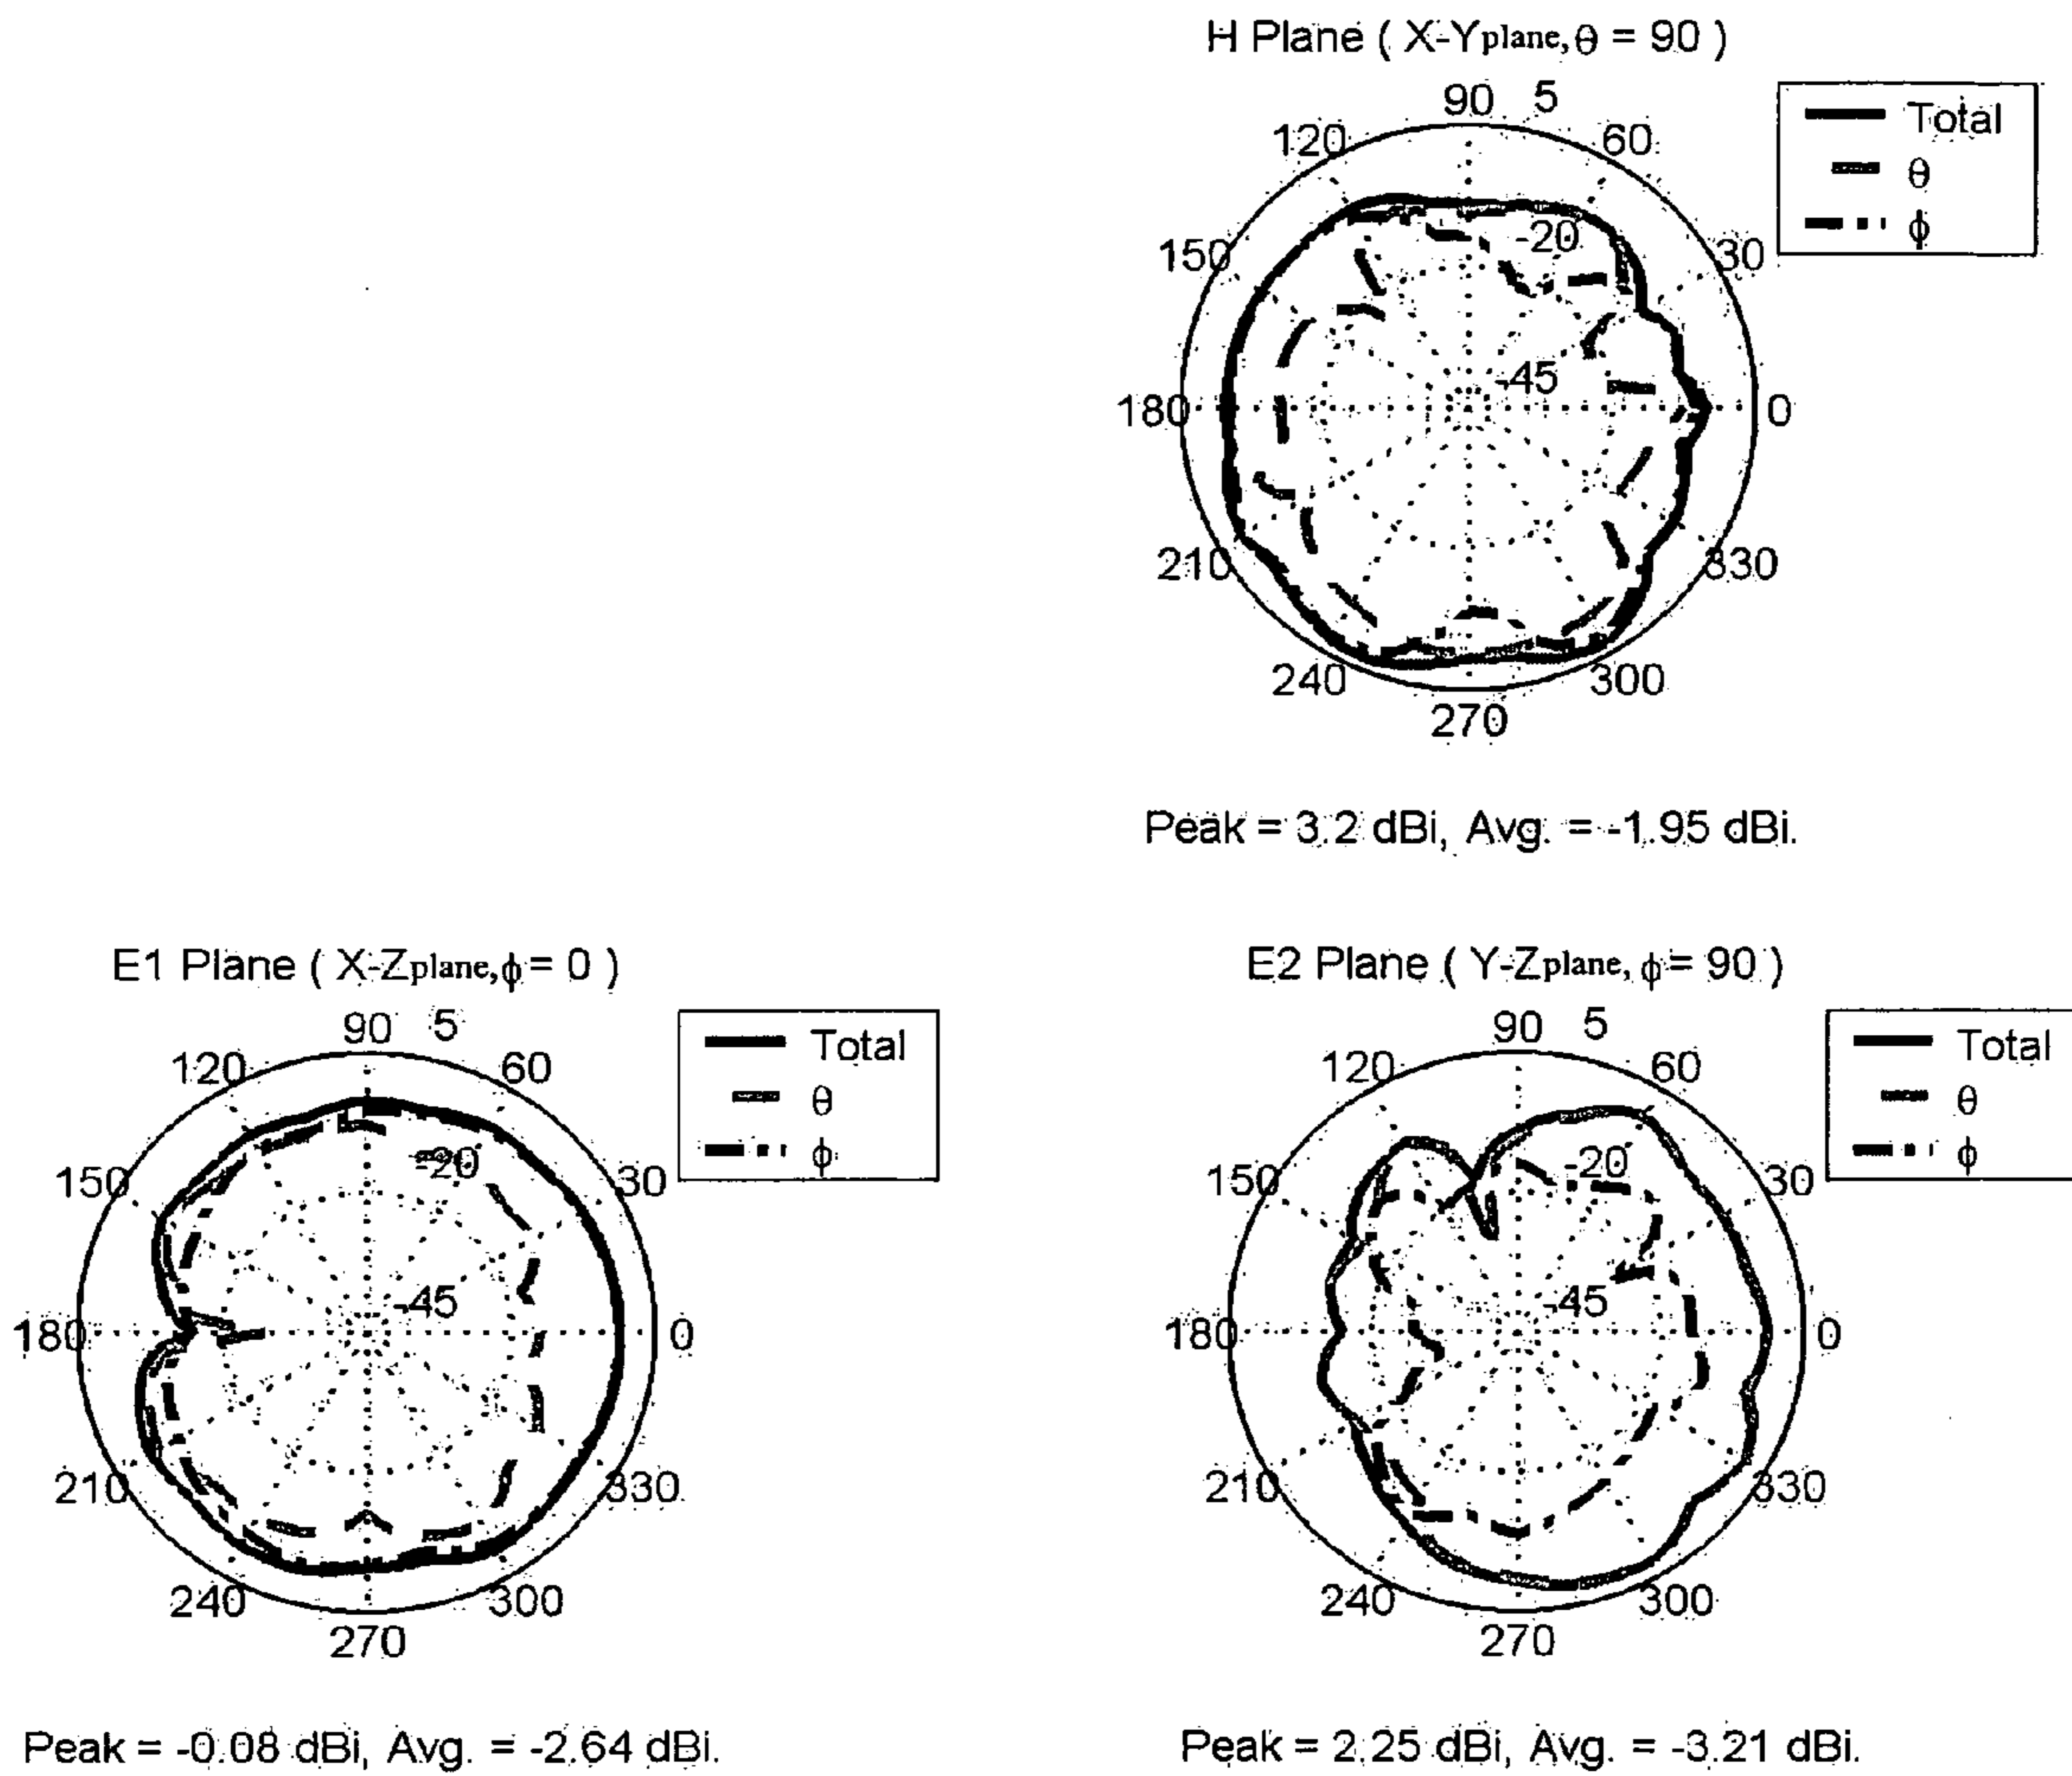 H Plane ( X-Yplane, θ = 90 )
90 5
120 60
Total
θ
ϕ
-20
150 30
-45
180 0
210 330
240 300
270
Peak = 3.2 dBi, Avg. = -1.95 dBi.
E1 Plane ( X-Zplane, ϕ = 0 )
90 5
120 60
Total
θ
ϕ
-20
150 30
-45
180 0
210 330
240 300
270
Peak = -0.08 dBi, Avg. = -2.64 dBi.
E2 Plane ( Y-Zplane, ϕ = 90 )
90 5
120 60
Total
θ
ϕ
-20
150 30
-45
180 0
210 330
240 300
270
Peak = 2.25 dBi, Avg. = -3.21 dBi.